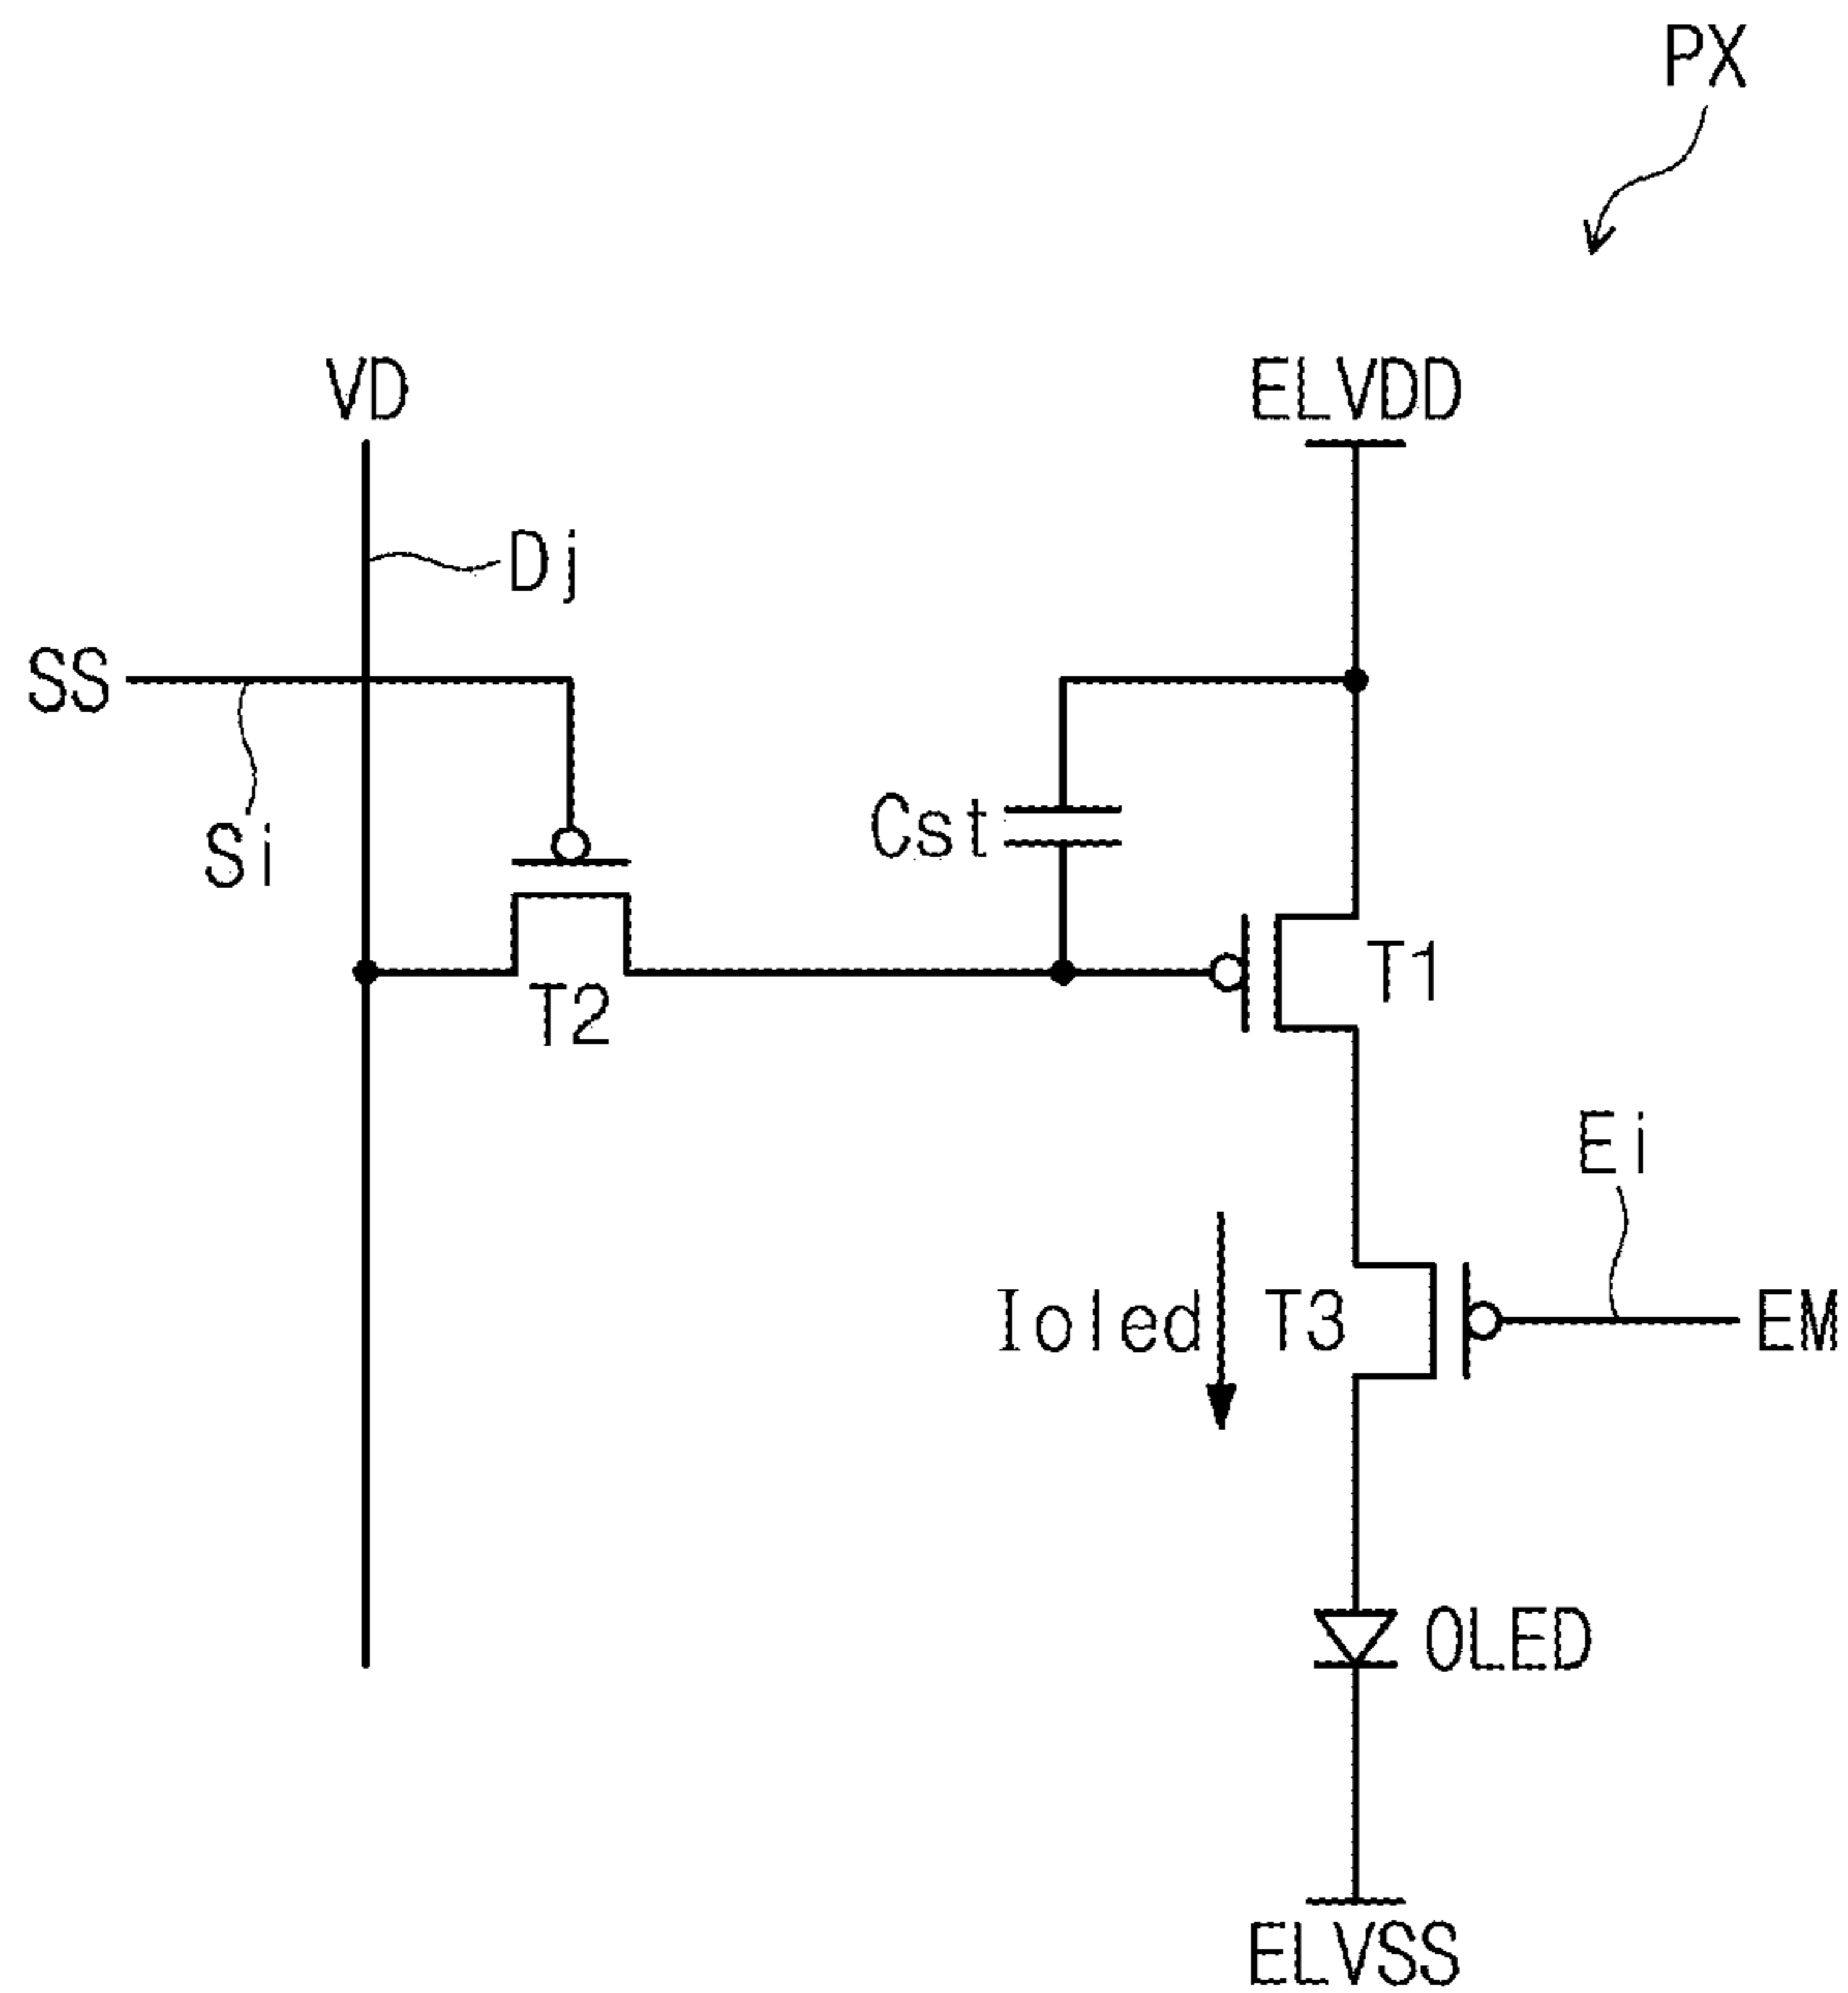 PX
VD
ELVDD
Dj
SS
Si
Cst
T1
T2
Ei
Ioled
T3
EM
OLED
ELVSS